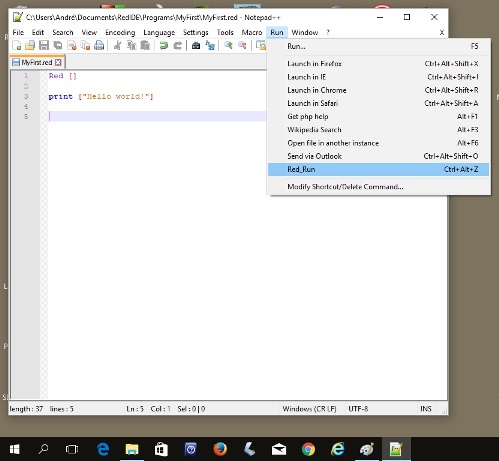 C:\Users\André\Documents\RedIDE\Programs\MyFirst\MyFirst.red - Notepad++
File Edit Search View Encoding Language Settings Tools Macro Run Window ? X
Run... F5
Launch in Firefox Ctrl+Alt+Shift+X
Launch in IE Ctrl+Alt+Shift+I
Launch in Chrome Ctrl+Alt+Shift+R
Launch in Safari Ctrl+Alt+Shift+A
Get php help Alt+F1
Wikipedia Search Alt+F3
Open file in another instance Alt+F6
Send via Outlook Ctrl+Alt+Shift+O
Red_Run Ctrl+Alt+Z
Modify Shortcut/Delete Command...
MyFirst.red
1 Red []
2
3 print ["Hello world!"]
4
5
length : 37 lines : 5 Ln : 5 Col : 1 Sel : 0 | 0 Windows (CR LF) UTF-8 INS